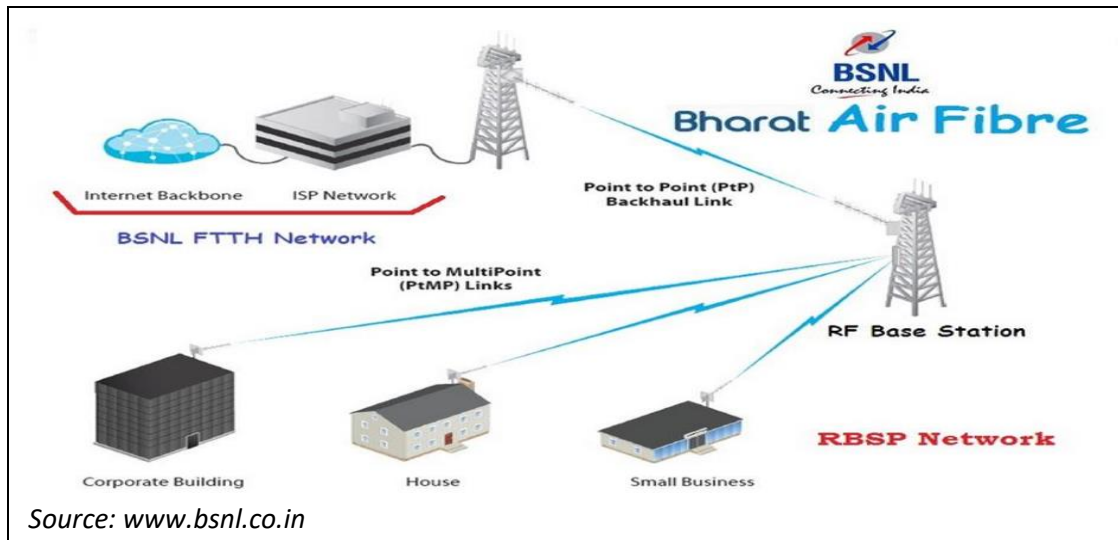 BSNL
Connecting India
Bharat Air Fibre
Internet Backbone
ISP Network
BSNL FTTH Network
Point to Point (PtP)
Backhaul Link
Point to MultiPoint
(PtMP) Links
RF Base Station
RBSP Network
Corporate Building
House
Small Business
Source: www.bsnl.co.in